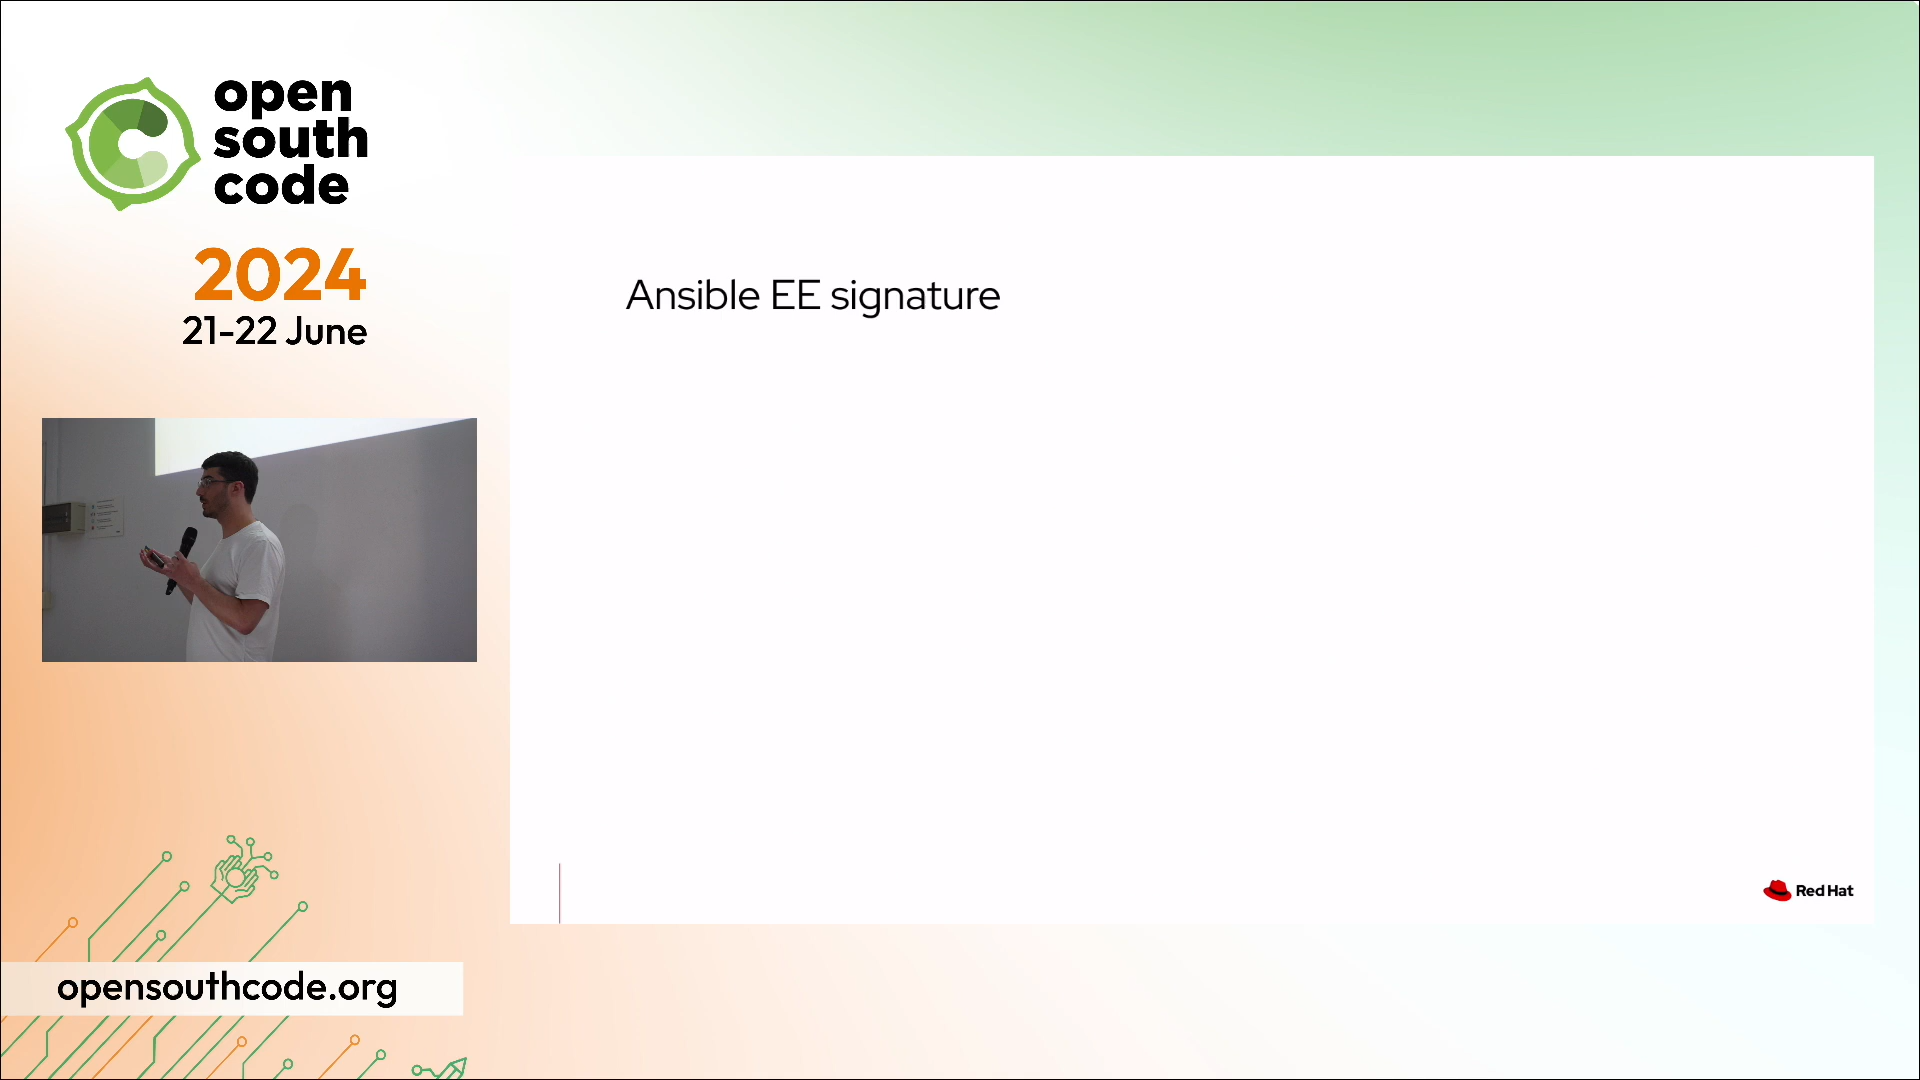 open
south
code
2024
21-22 June
Ansible EE signature
Red Hat
opensouthcode.org